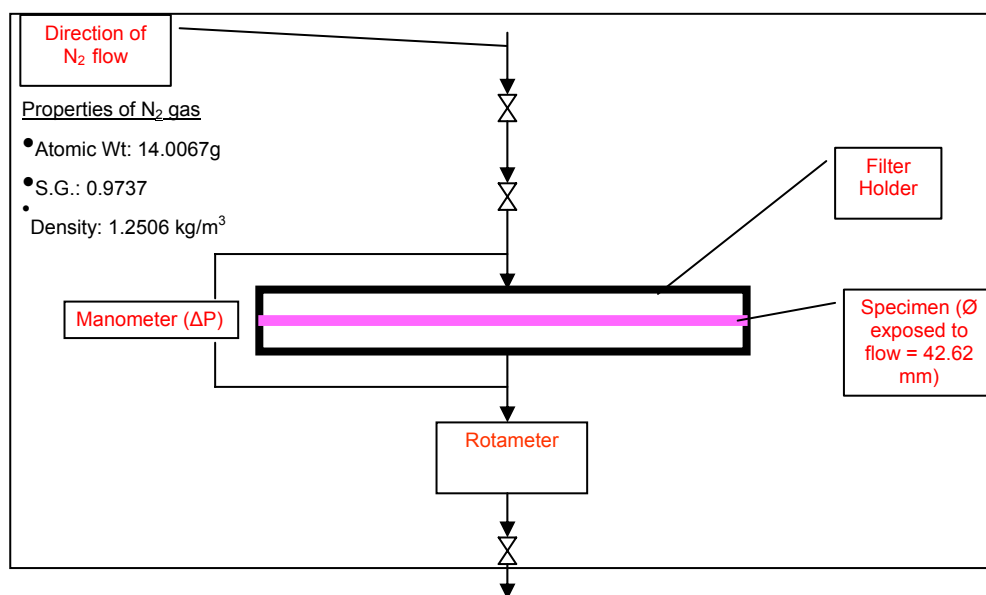 Direction of
N₂ flow
Properties of N₂ gas
•Atomic Wt: 14.0067g
•S.G.: 0.9737
•Density: 1.2506 kg/m³
Filter
Holder
Manometer (ΔP)
Specimen (Ø
exposed to
flow = 42.62
mm)
Rotameter